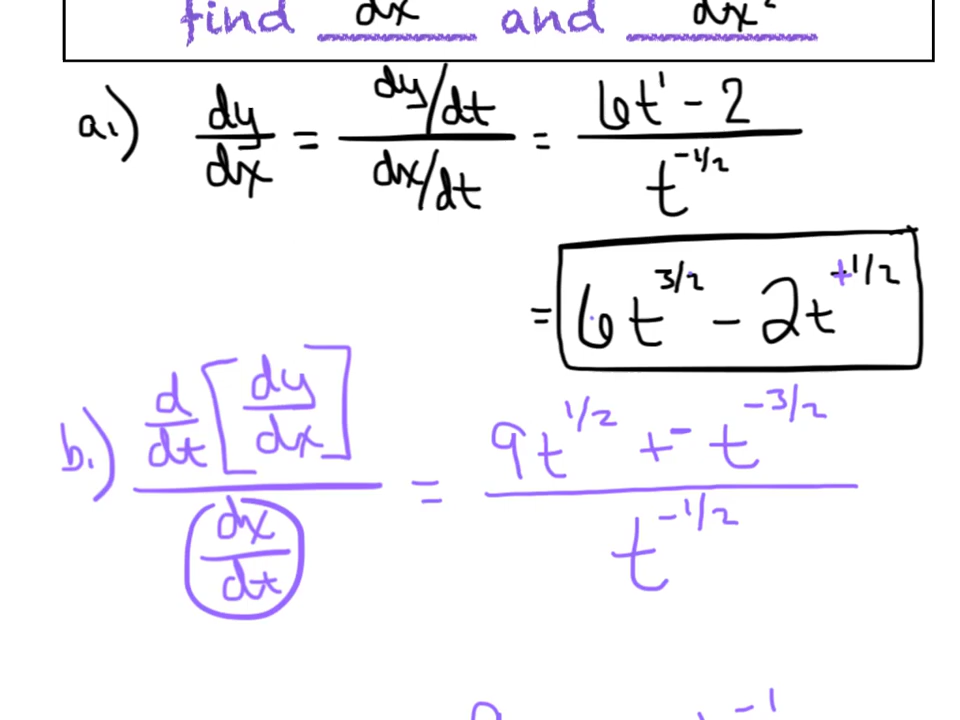 find dx and dx²
a.) dy/dx = (dy/dt)/(dx/dt) = (6t¹ - 2)/(t^(-1/2))
= 6t^(3/2) - 2t^(+1/2)
b.) (d/dt [dy/dx])/(dx/dt) = (9t^(1/2) + - t^(-3/2))/(t^(-1/2))